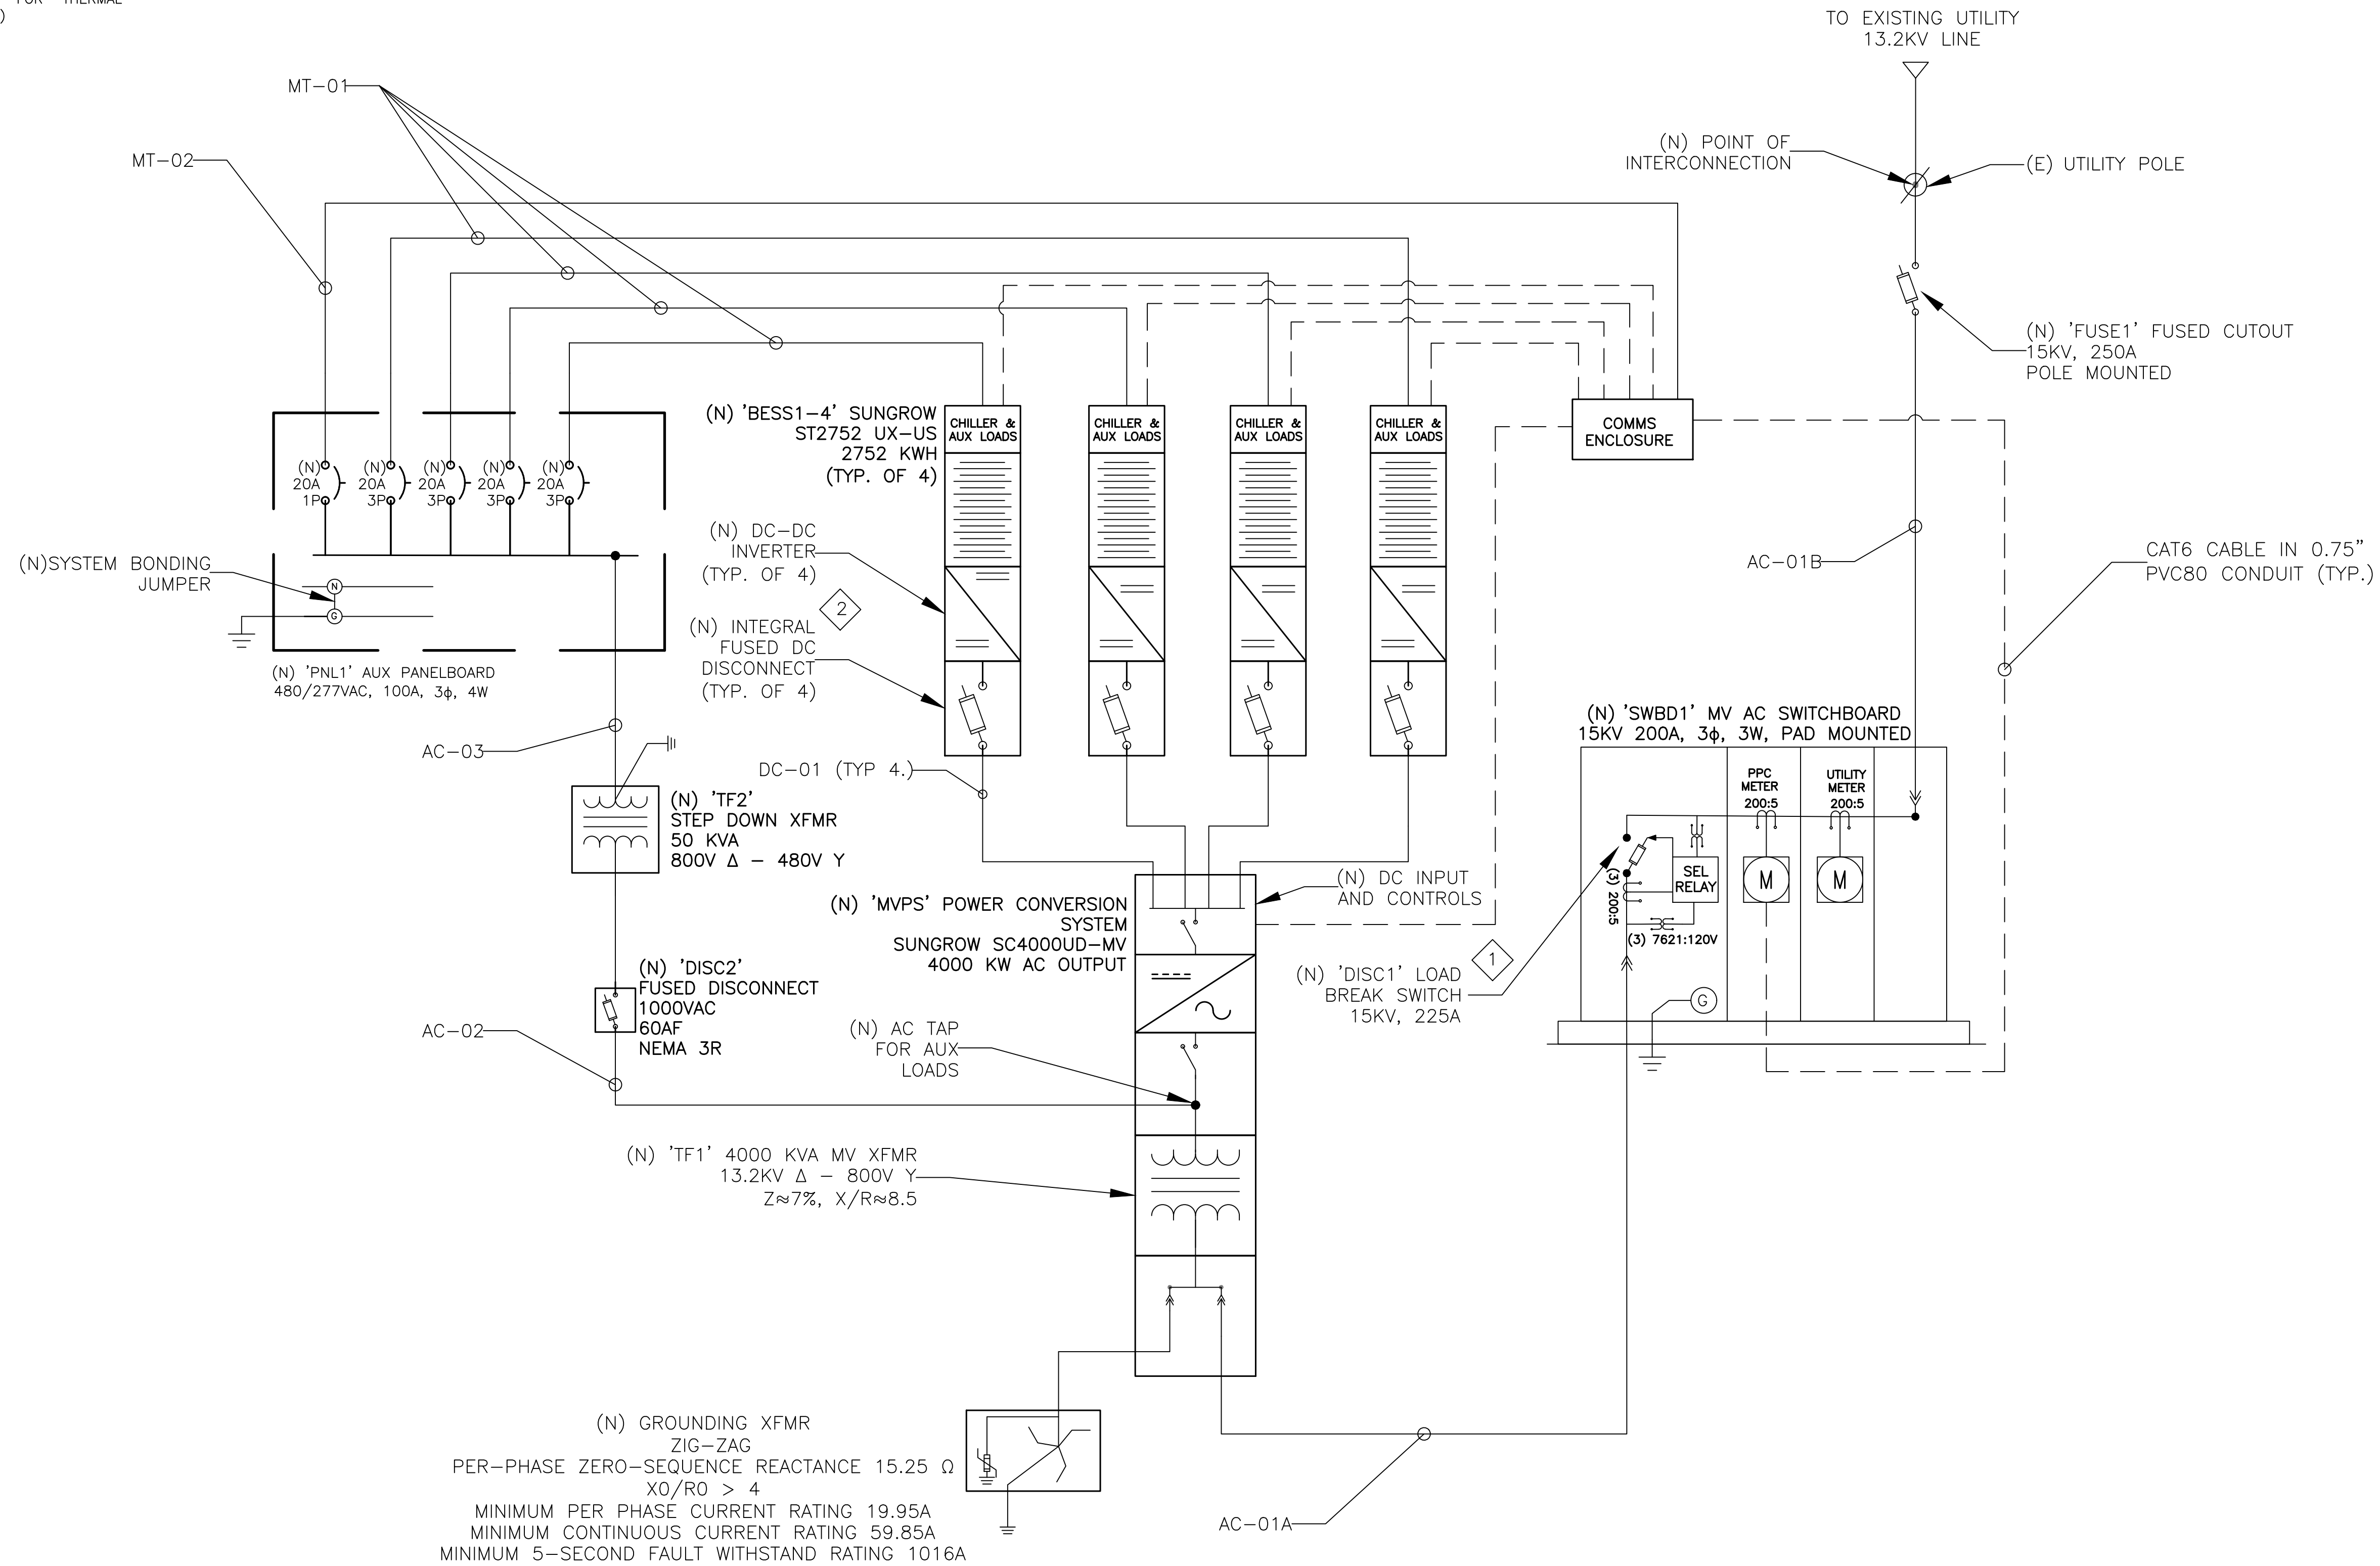 FOR THERMAL
)
TO EXISTING UTILITY
13.2KV LINE
MT-01
MT-02
(N) POINT OF
INTERCONNECTION
(E) UTILITY POLE
(N) 'FUSE1' FUSED CUTOUT
15KV, 250A
POLE MOUNTED
(N)
20A
1P
(N)
20A
3P
(N)
20A
3P
(N)
20A
3P
(N)
20A
3P
(N)SYSTEM BONDING
JUMPER
N
G
(N) 'PNL1' AUX PANELBOARD
480/277VAC, 100A, 3ϕ, 4W
(N) 'BESS1-4' SUNGROW
ST2752 UX-US
2752 KWH
(TYP. OF 4)
CHILLER &
AUX LOADS
CHILLER &
AUX LOADS
CHILLER &
AUX LOADS
CHILLER &
AUX LOADS
COMMS
ENCLOSURE
(N) DC-DC
INVERTER
(TYP. OF 4)
2
(N) INTEGRAL
FUSED DC
DISCONNECT
(TYP. OF 4)
DC-01 (TYP 4.)
AC-01B
CAT6 CABLE IN 0.75"
PVC80 CONDUIT (TYP.)
AC-03
(N) 'TF2'
STEP DOWN XFMR
50 KVA
800V Δ - 480V Y
(N) 'SWBD1' MV AC SWITCHBOARD
15KV 200A, 3ϕ, 3W, PAD MOUNTED
PPC
METER
200:5
UTILITY
METER
200:5
SEL
RELAY
M
M
(3) 200:5
(3) 7621:120V
G
(N) DC INPUT
AND CONTROLS
(N) 'MVPS' POWER CONVERSION
SYSTEM
SUNGROW SC4000UD-MV
4000 KW AC OUTPUT
1
(N) 'DISC1' LOAD
BREAK SWITCH
15KV, 225A
(N) 'DISC2'
FUSED DISCONNECT
1000VAC
60AF
NEMA 3R
AC-02
(N) AC TAP
FOR AUX
LOADS
(N) 'TF1' 4000 KVA MV XFMR
13.2KV Δ - 800V Y
Z≈7%, X/R≈8.5
(N) GROUNDING XFMR
ZIG-ZAG
PER-PHASE ZERO-SEQUENCE REACTANCE 15.25 Ω
X0/R0 > 4
MINIMUM PER PHASE CURRENT RATING 19.95A
MINIMUM CONTINUOUS CURRENT RATING 59.85A
MINIMUM 5-SECOND FAULT WITHSTAND RATING 1016A
AC-01A